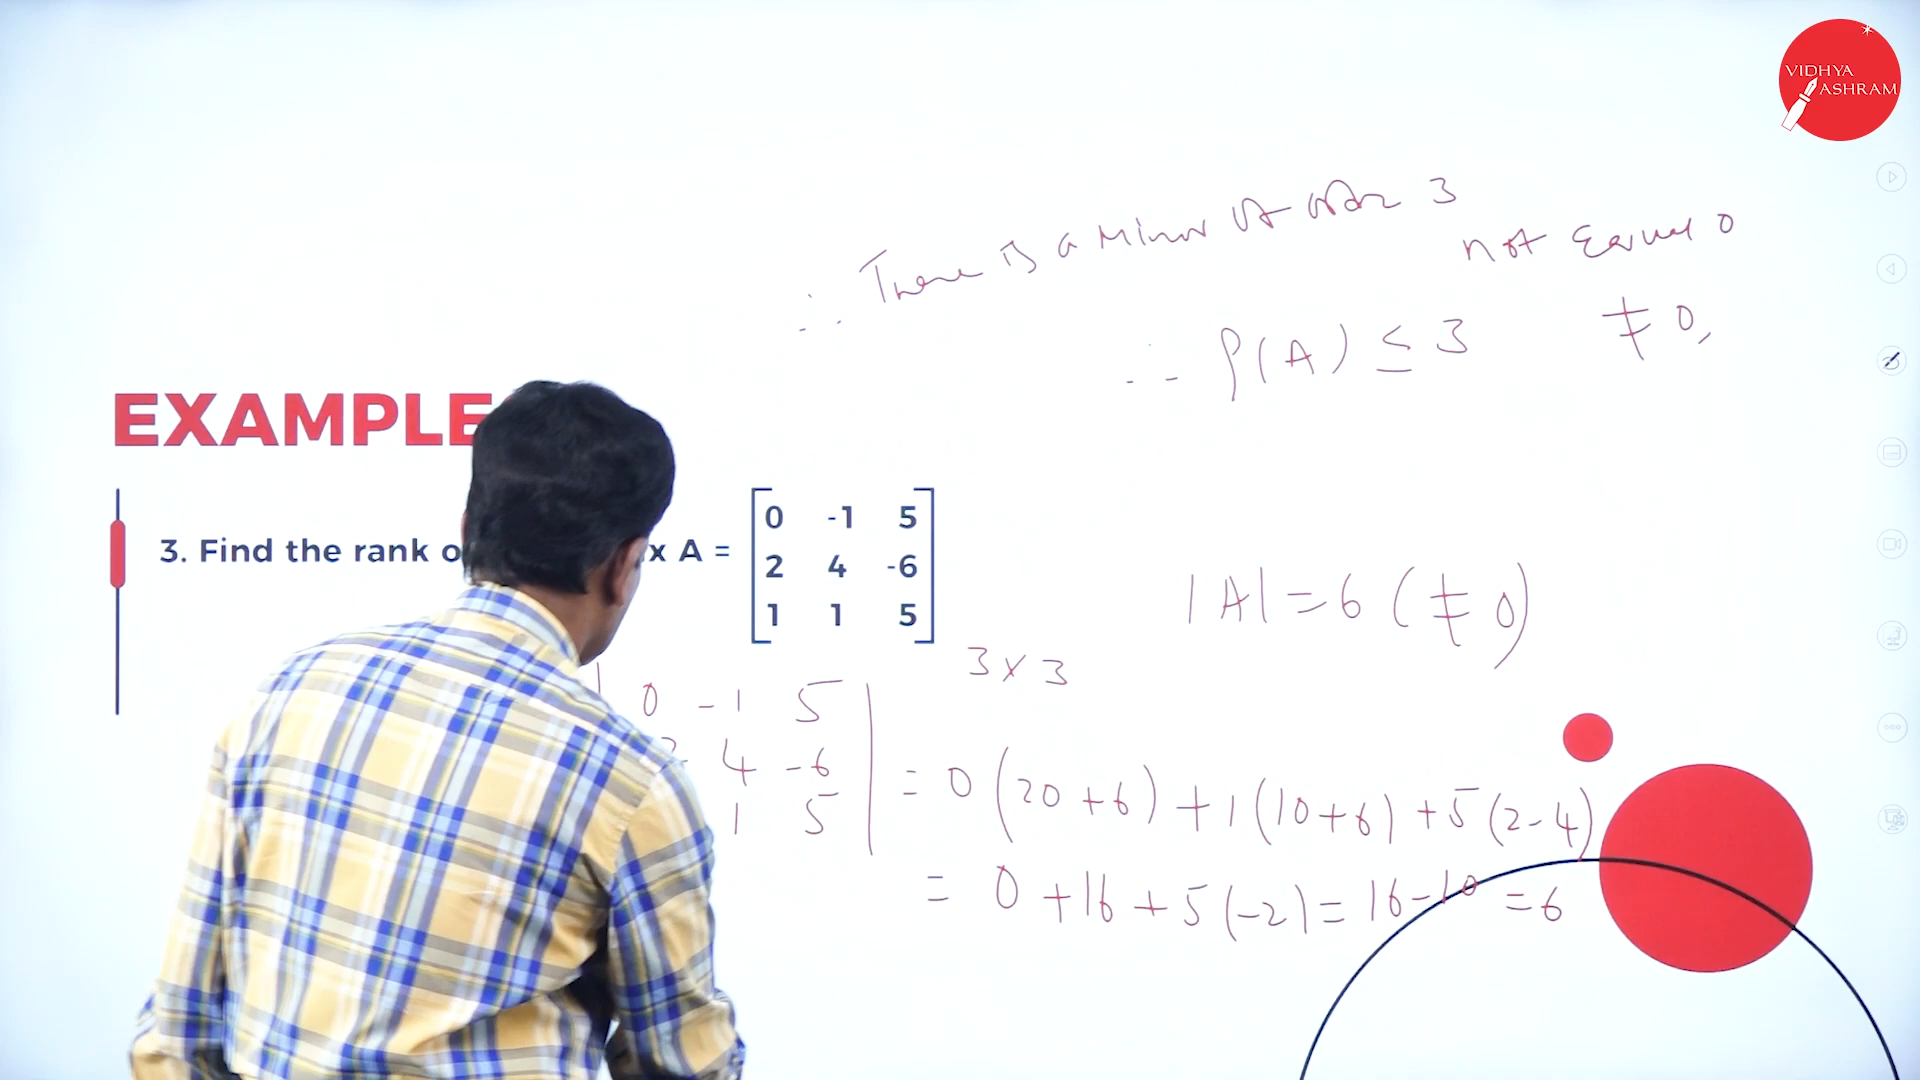 VIDHYA
ASHRAM
∴ There is a Minor of order 3
not Equal 0
∴ ρ(A) ≤ 3 ≠ 0,
EXAMPLE
3. Find the rank o x A =
0 -1 5
2 4 -6
1 1 5
|A| = 6 (≠ 0)
3 x 3
0 -1 5
4 -6
1 5
= 0 (20 + 6) + 1 (10 + 6) + 5 (2 - 4)
= 0 + 16 + 5 (-2) = 16 - 10 = 6